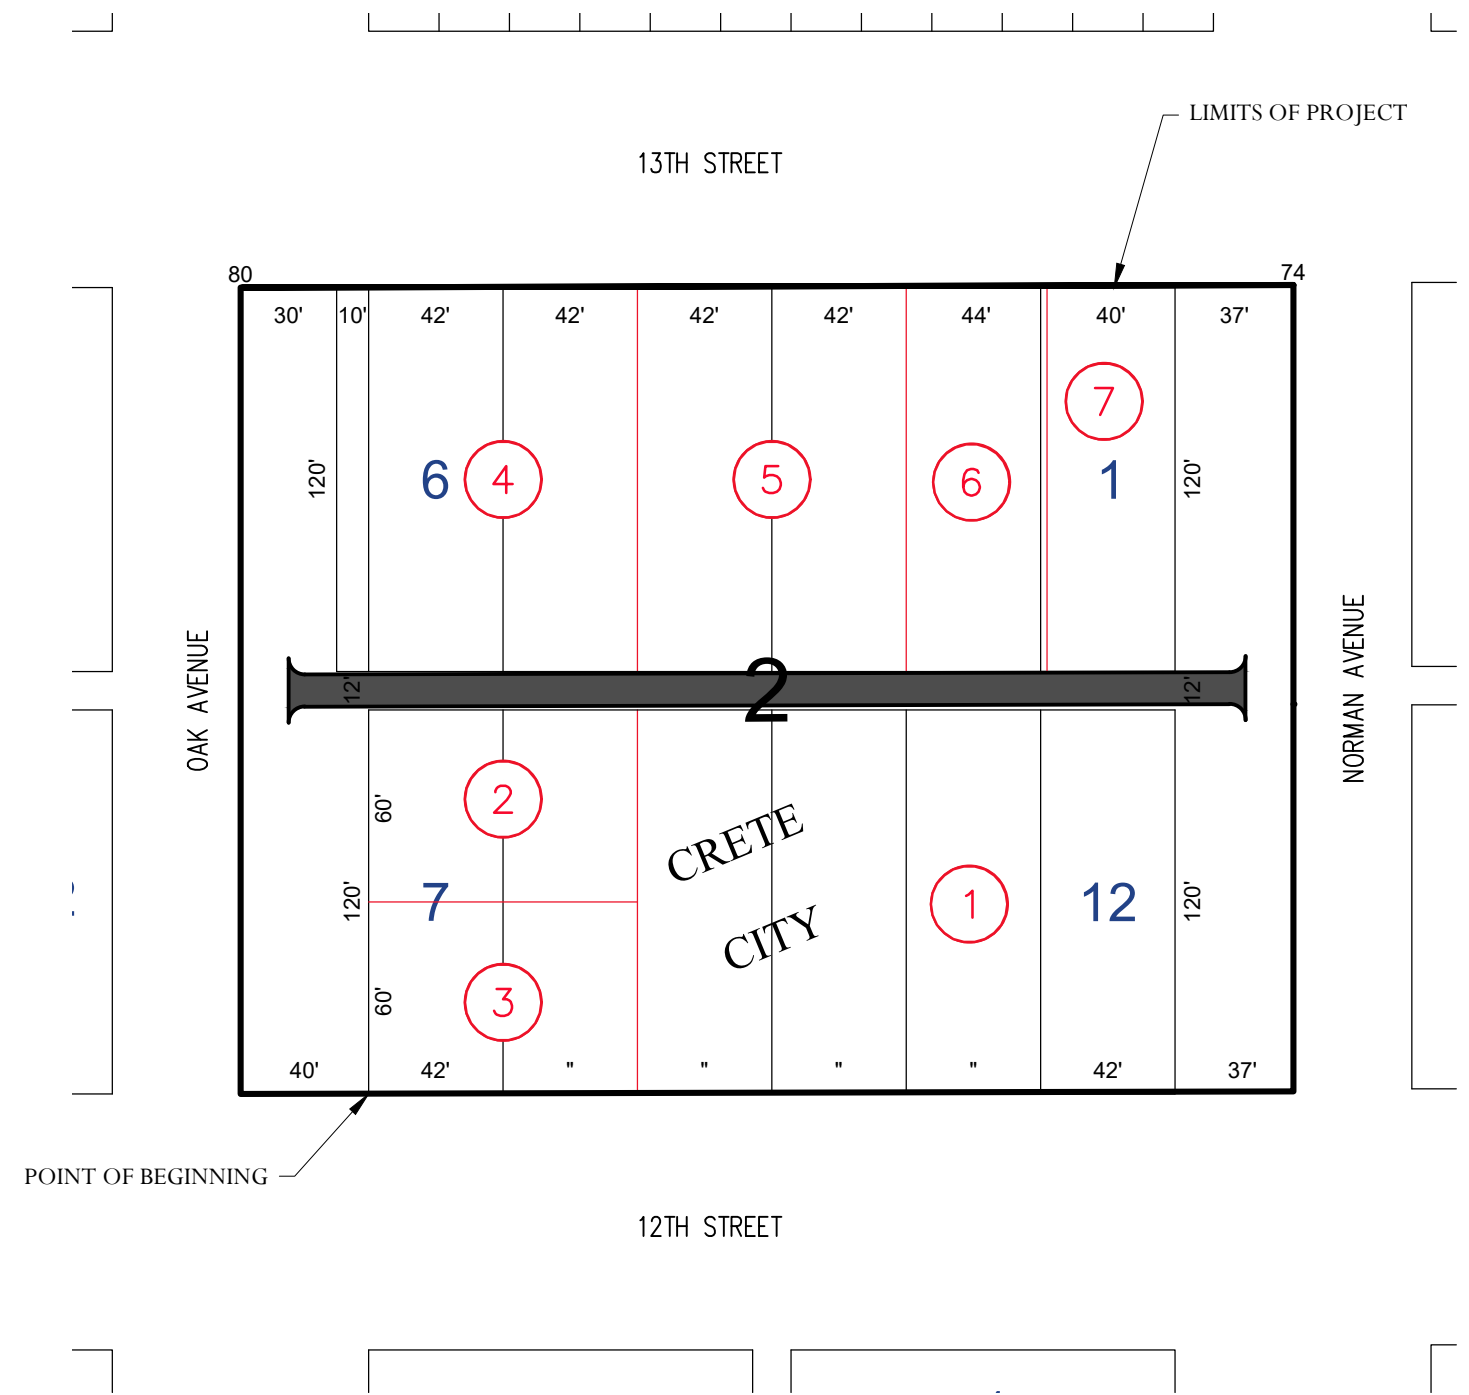 LIMITS OF PROJECT
13TH STREET
80
74
30' 10' 42' 42' 42' 42' 44' 40' 37'
7
120' 6 4 5 6 1 120'
OAK AVENUE
NORMAN AVENUE
12' 2 12'
60' 2
CRETE
120' 7 1 12 120'
CITY
60' 3
40' 42' " " " " 42' 37'
POINT OF BEGINNING
12TH STREET